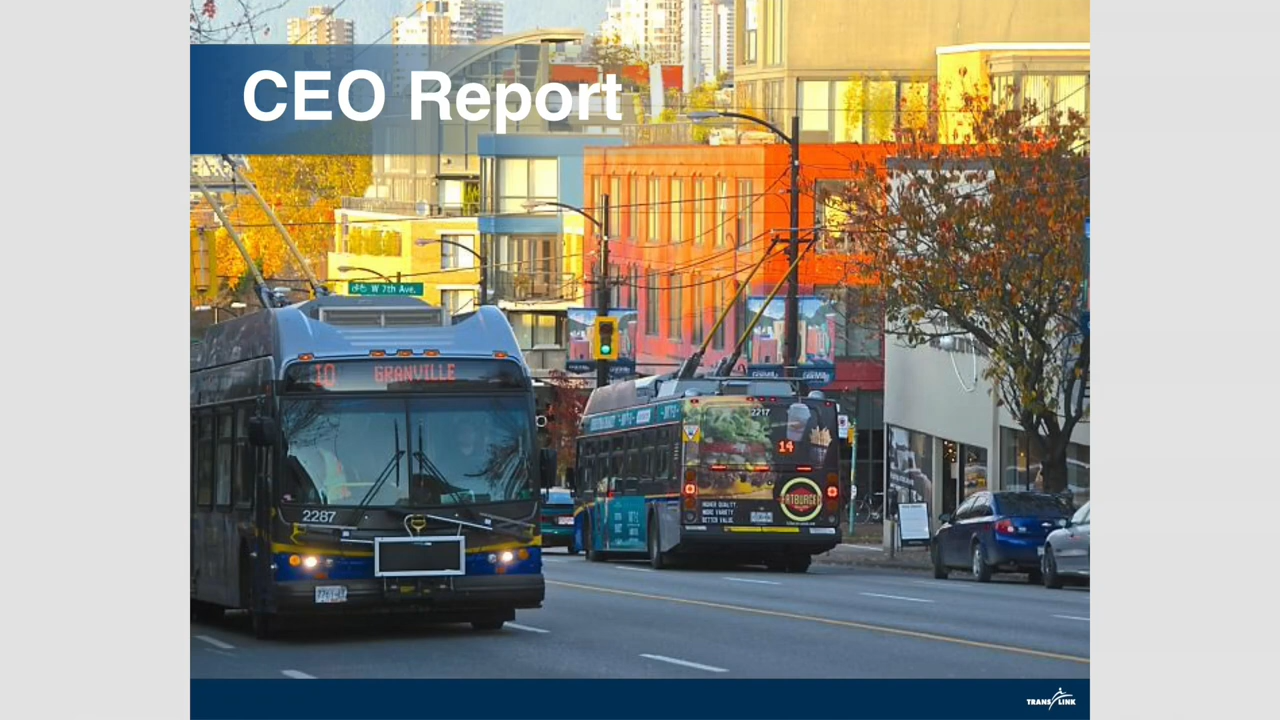 CEO Report
W 7th Ave.
10 GRANVILLE
2287
2217
14
FATBURGER
HIGHER QUALITY.
MORE VARIETY.
BETTER VALUE.
TRANSLINK